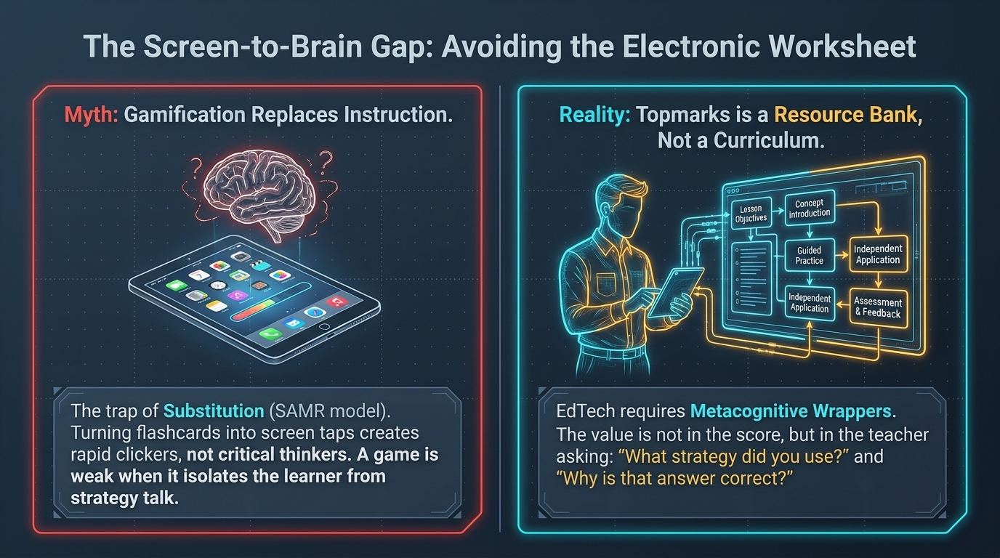 The Screen-to-Brain Gap: Avoiding the Electronic Worksheet
Myth: Gamification Replaces Instruction.
?
?
The trap of Substitution (SAMR model).
Turning flashcards into screen taps creates
rapid clickers, not critical thinkers. A game is
weak when it isolates the learner from
strategy talk.
Reality: Topmarks is a Resource Bank,
Not a Curriculum.
Lesson
Objectives
Concept
Introduction
Guided
Practice
Independent
Application
Independent
Application
Assessment
& Feedback
EdTech requires Metacognitive Wrappers.
The value is not in the score, but in the teacher
asking: “What strategy did you use?” and
“Why is that answer correct?”